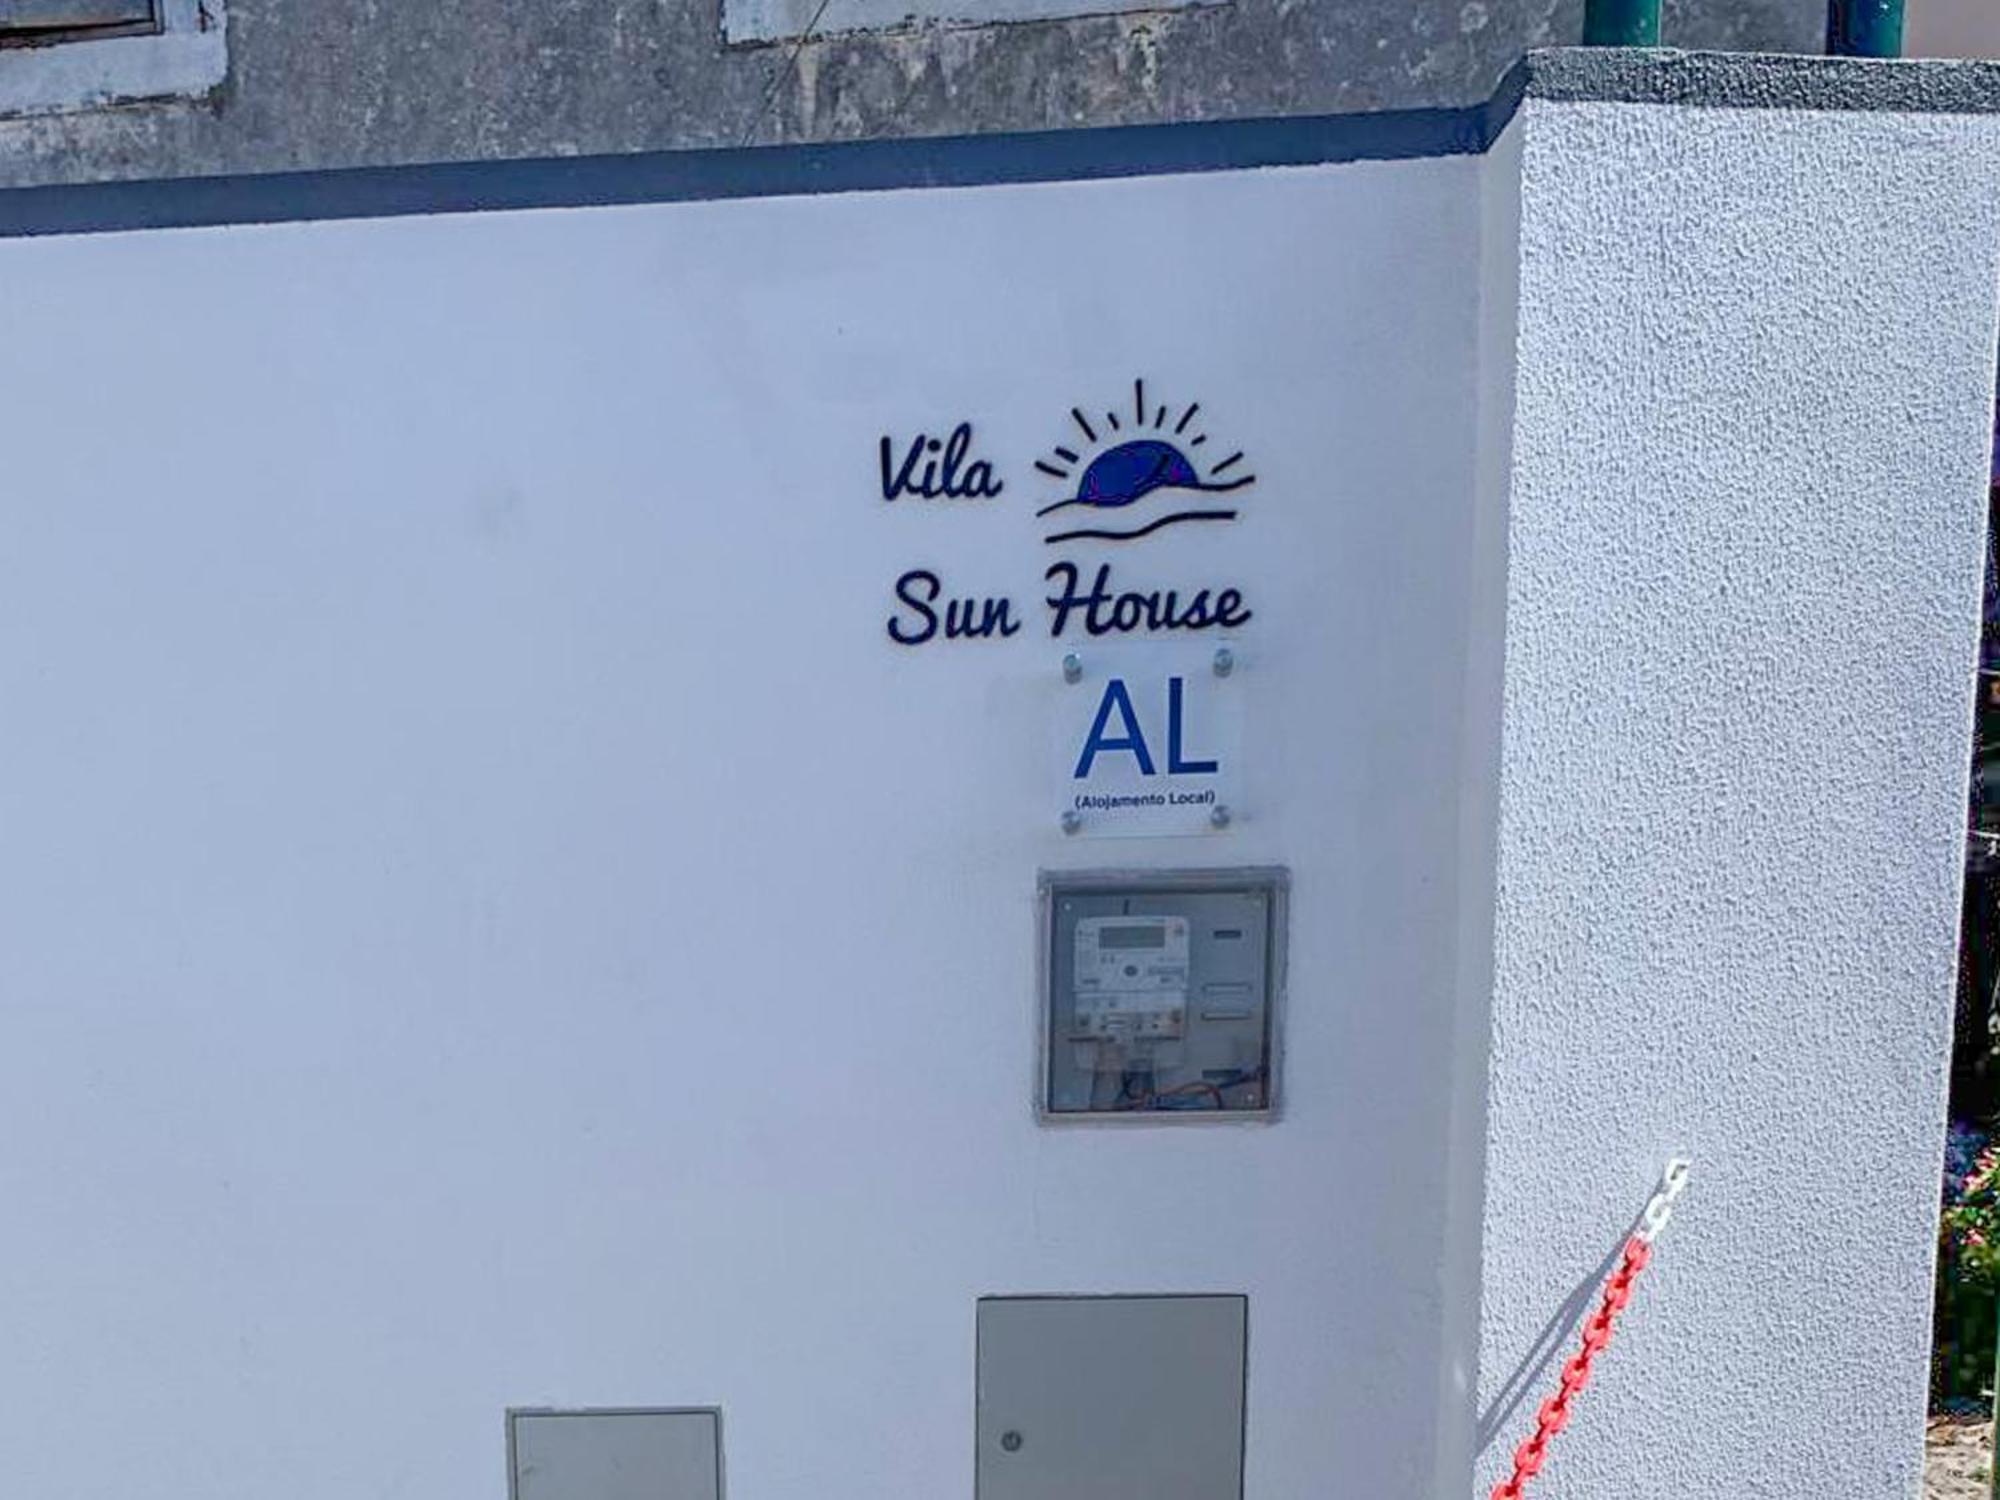 Vila
Sun House
AL
(Alojamento Local)